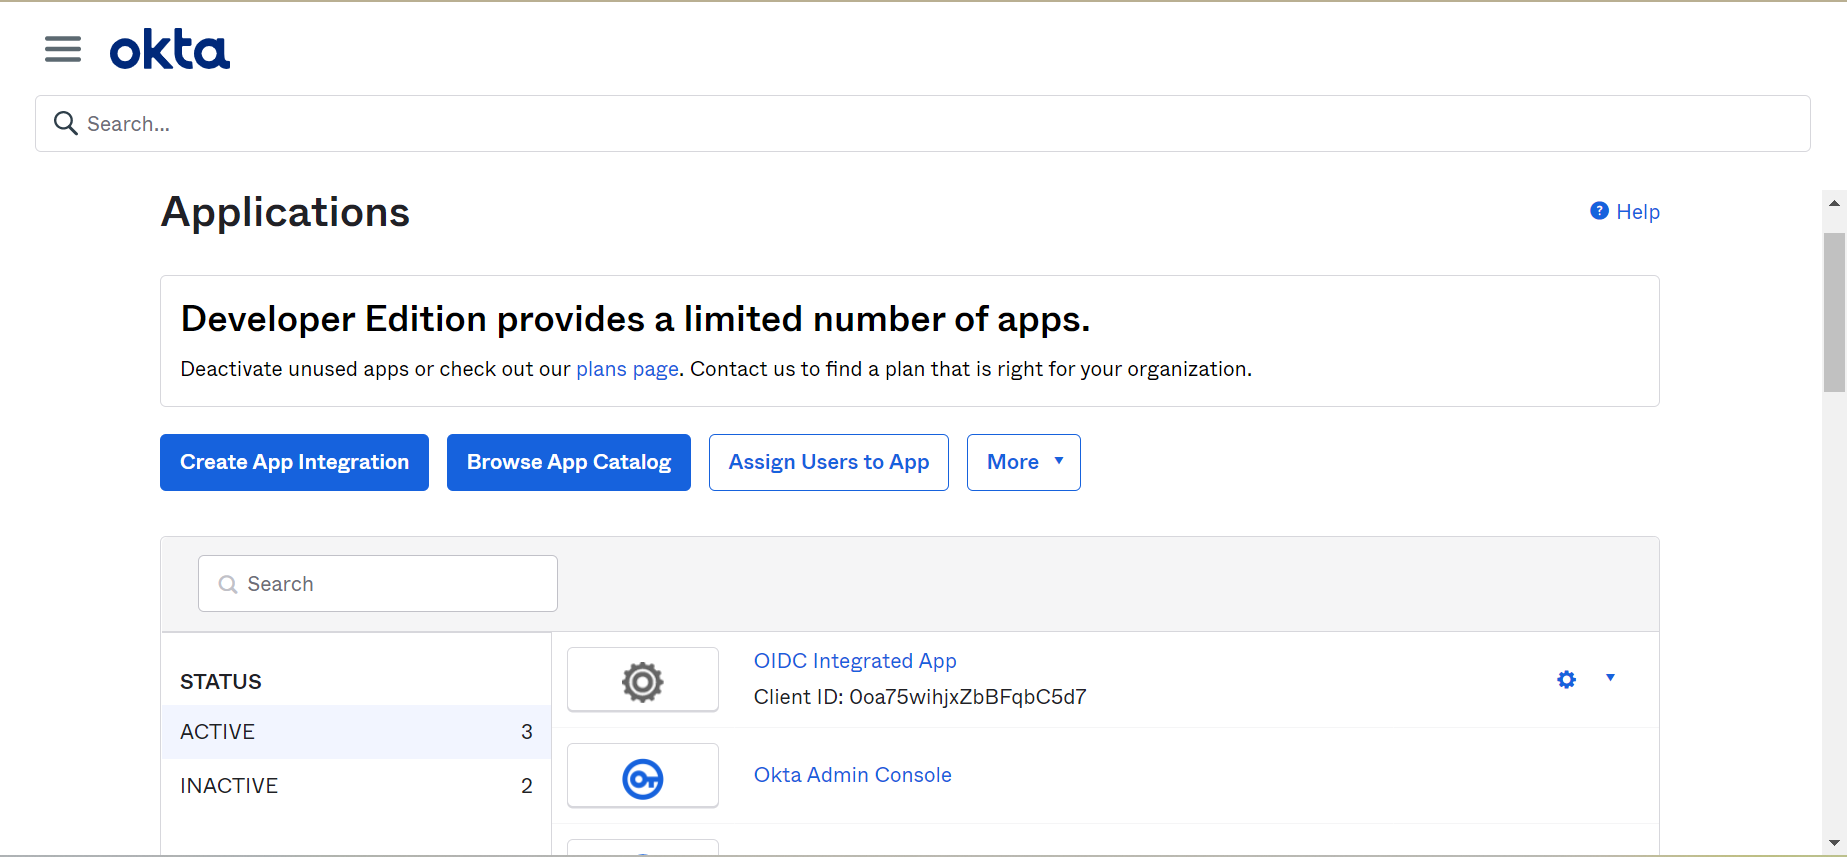 okta
Search...
Applications
Help
Developer Edition provides a limited number of apps.
Deactivate unused apps or check out our plans page. Contact us to find a plan that is right for your organization.
Create App Integration
Browse App Catalog
Assign Users to App
More
Search
STATUS
ACTIVE 3
INACTIVE 2
OIDC Integrated App
Client ID: 0oa75wihjxZbBFqbC5d7
Okta Admin Console